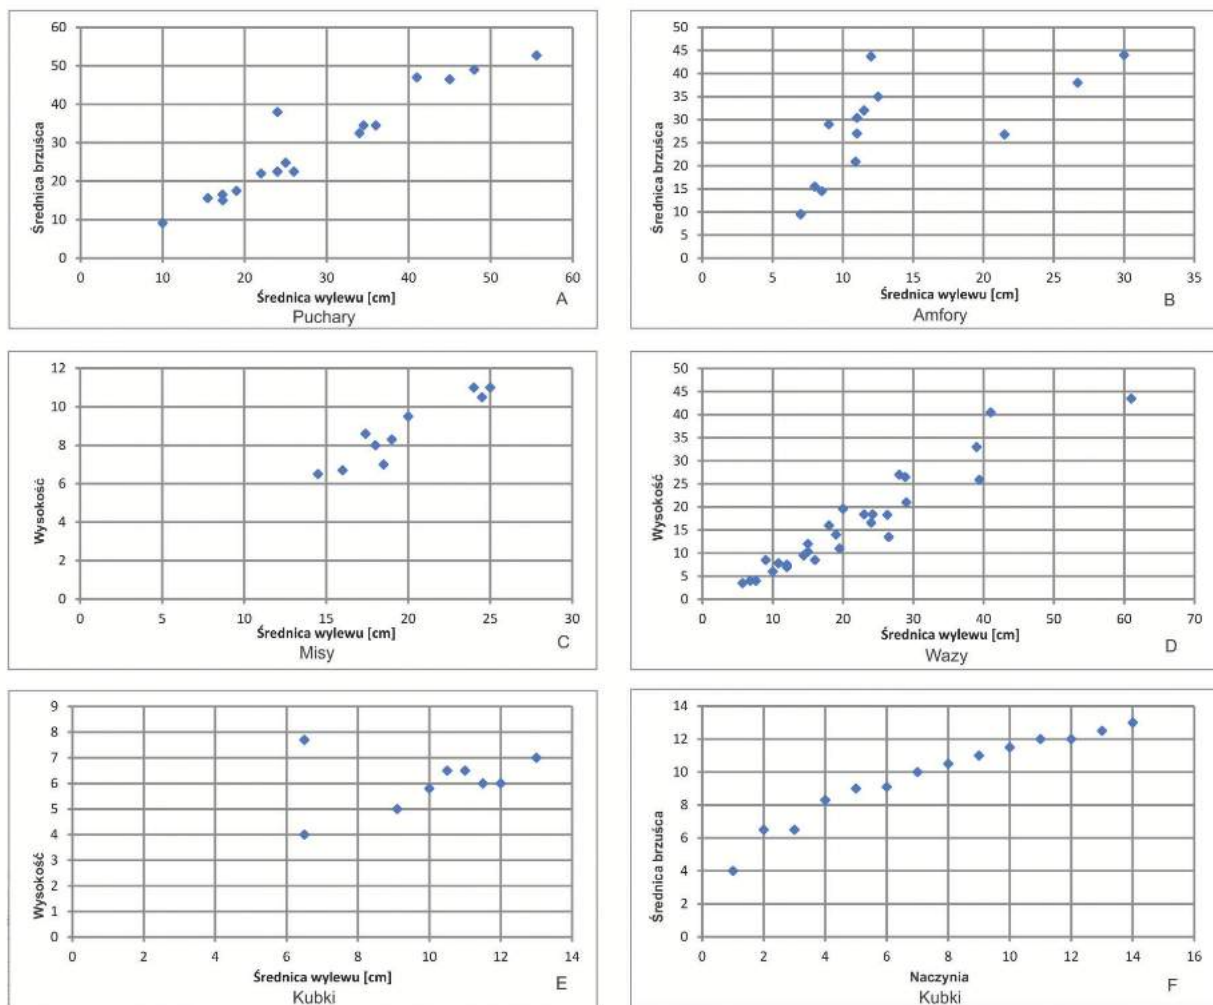 60
50
40
30
20
10
0
Średnica brzuśca
0 10 20 30 40 50 60
Średnica wylewu [cm]
A
Puchary
50
45
40
35
30
25
20
15
10
5
0
Średnica brzuśca
0 5 10 15 20 25 30 35
Średnica wylewu [cm]
B
Amfory
12
10
8
6
4
2
0
Wysokość
0 5 10 15 20 25 30
Średnica wylewu [cm]
C
Misy
50
45
40
35
30
25
20
15
10
5
0
Wysokość
0 10 20 30 40 50 60 70
Średnica wylewu [cm]
D
Wazy
9
8
7
6
5
4
3
2
1
0
Wysokość
0 2 4 6 8 10 12 14
Średnica wylewu [cm]
E
Kubki
14
12
10
8
6
4
2
0
Średnica brzuśca
0 2 4 6 8 10 12 14 16
Naczynia
F
Kubki